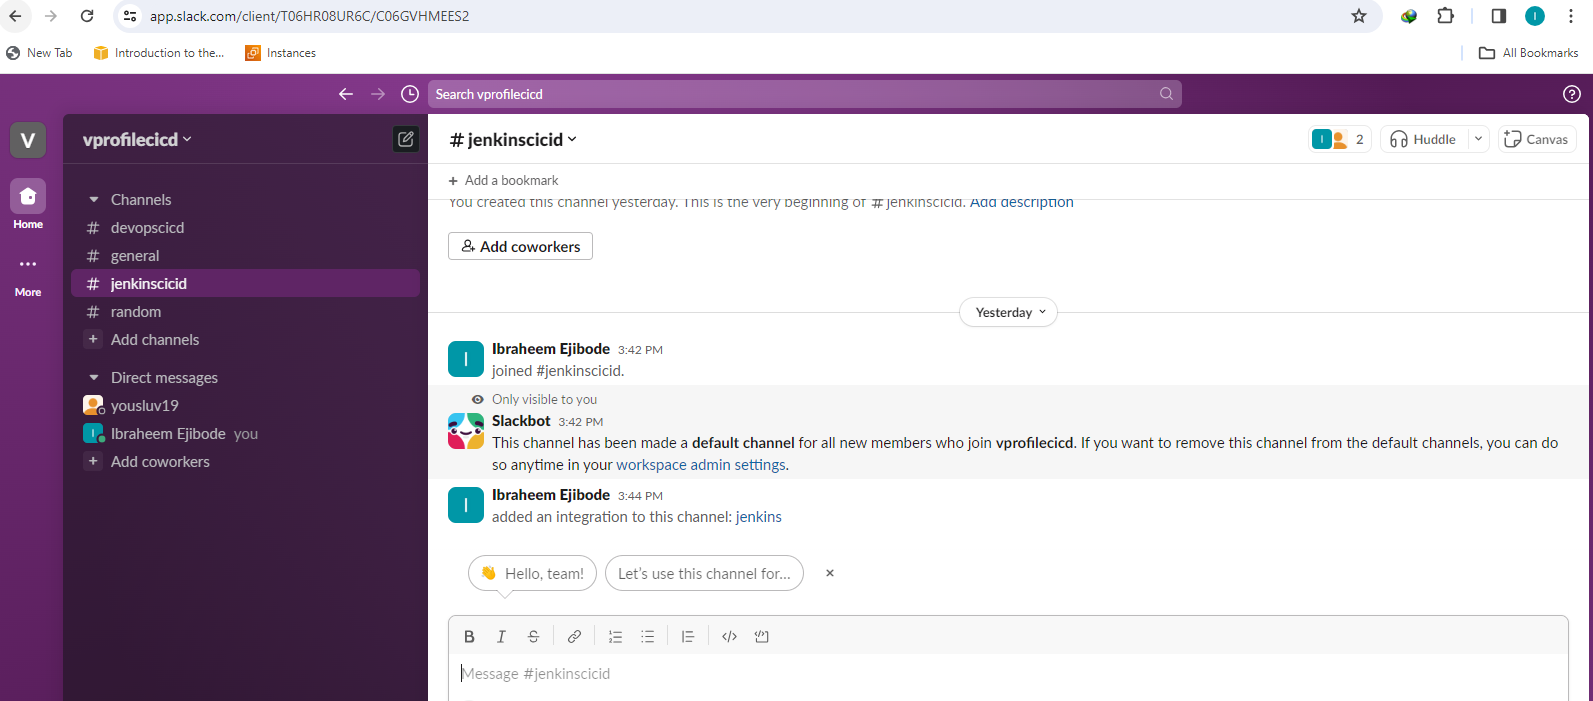 app.slack.com/client/T06HR08UR6C/C06GVHMEES2
I
New Tab
Introduction to the...
Instances
All Bookmarks
Search vprofilecicd
V
Home
More
vprofilecicd
Channels
# devopscicd
# general
# jenkinscicid
# random
+ Add channels
Direct messages
yousluv19
I Ibraheem Ejibode you
+ Add coworkers
# jenkinscicid
I 2
Huddle
Canvas
+ Add a bookmark
You created this channel yesterday. This is the very beginning of # jenkinscicid. Add description
Add coworkers
Yesterday
I
Ibraheem Ejibode 3:42 PM
joined #jenkinscicid.
Only visible to you
Slackbot 3:42 PM
This channel has been made a default channel for all new members who join vprofilecicd. If you want to remove this channel from the default channels, you can do
so anytime in your workspace admin settings.
I
Ibraheem Ejibode 3:44 PM
added an integration to this channel: jenkins
👋 Hello, team!
Let's use this channel for...
B I S
Message #jenkinscicid